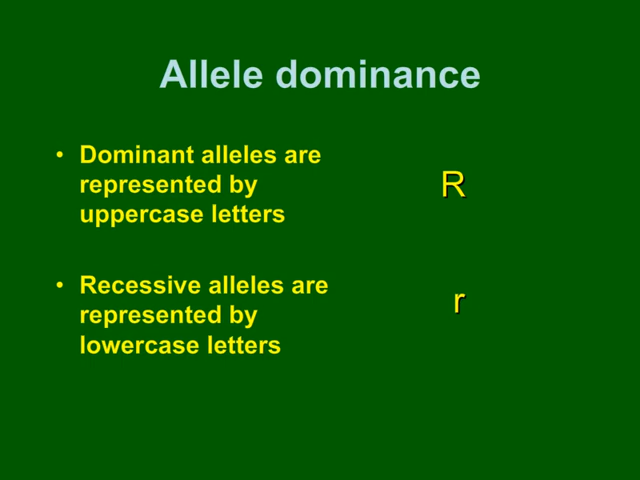 Allele dominance
• Dominant alleles are
represented by
uppercase letters
R
• Recessive alleles are
represented by
lowercase letters
r